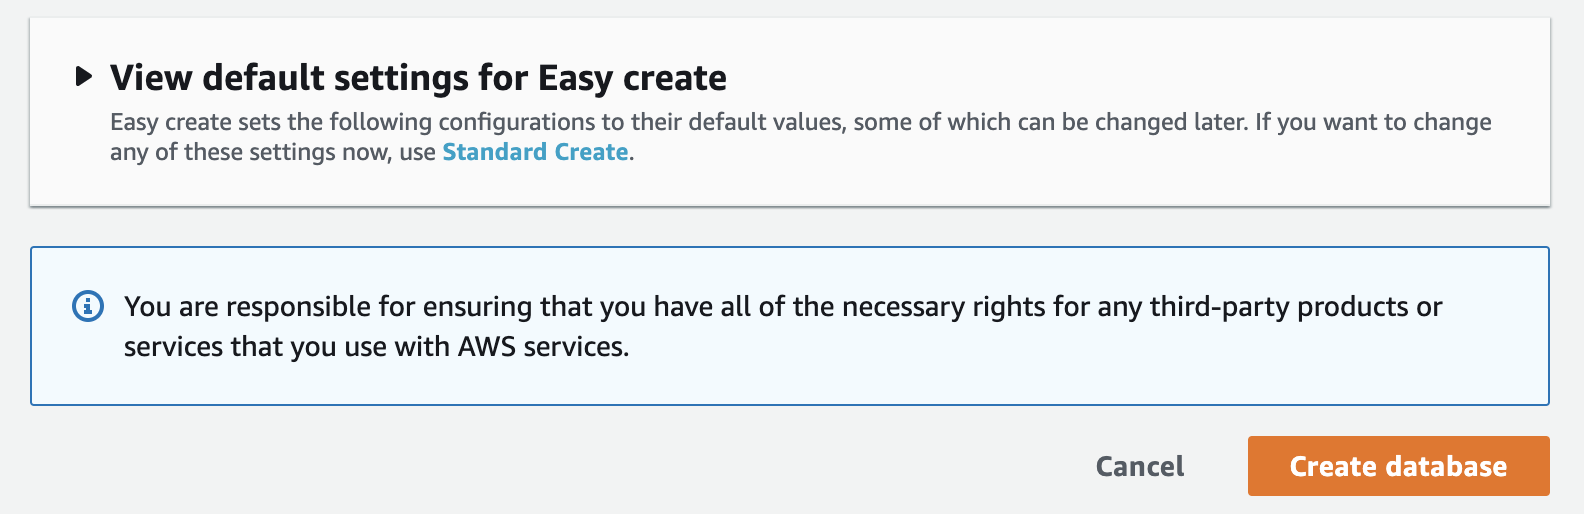 View default settings for Easy create
Easy create sets the following configurations to their default values, some of which can be changed later. If you want to change
any of these settings now, use Standard Create.
You are responsible for ensuring that you have all of the necessary rights for any third-party products or
services that you use with AWS services.
Cancel
Create database